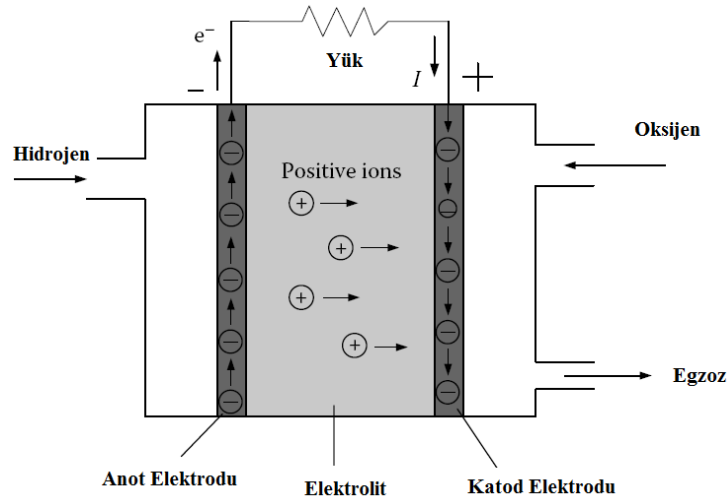 e⁻
Yük
I
+
−
Hidrojen
Oksijen
Positive ions
Egzoz
Anot Elektrodu
Elektrolit
Katod Elektrodu